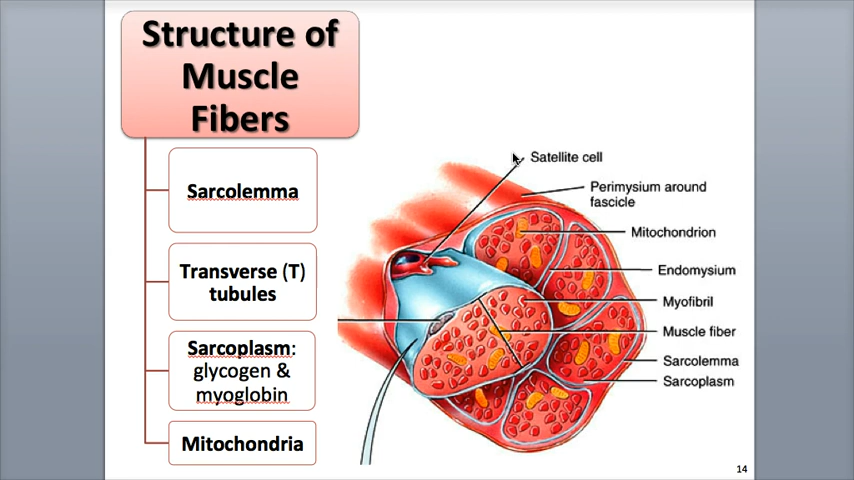 Structure of
Muscle
Fibers
Sarcolemma
Transverse (T)
tubules
Sarcoplasm:
glycogen &
myoglobin
Mitochondria
Satellite cell
Perimysium around
fascicle
Mitochondrion
Endomysium
Myofibril
Muscle fiber
Sarcolemma
Sarcoplasm
14